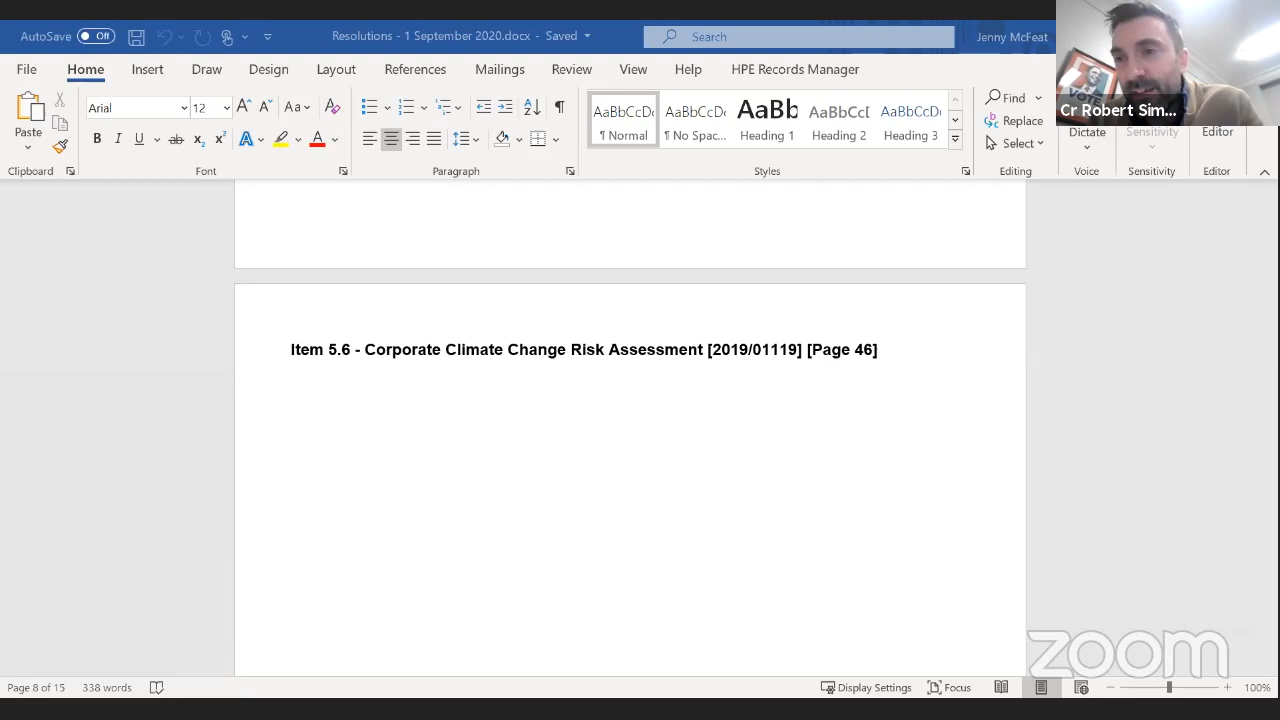 AutoSave Off Resolutions - 1 September 2020.docx - Saved Search Jenny McFeat
File Home Insert Draw Design Layout References Mailings Review View Help HPE Records Manager
Cr Robert Sim...
Paste
Arial 12
AaBbCcDc AaBbCcDc AaBb AaBbCcD AaBbCcDc
¶ Normal ¶ No Spac... Heading 1 Heading 2 Heading 3
Find
Replace
Select
Dictate Sensitivity Editor
Clipboard Font Paragraph Styles Editing Voice Sensitivity Editor
Item 5.6 - Corporate Climate Change Risk Assessment [2019/01119] [Page 46]
zoom
Page 8 of 15 338 words Display Settings Focus 100%